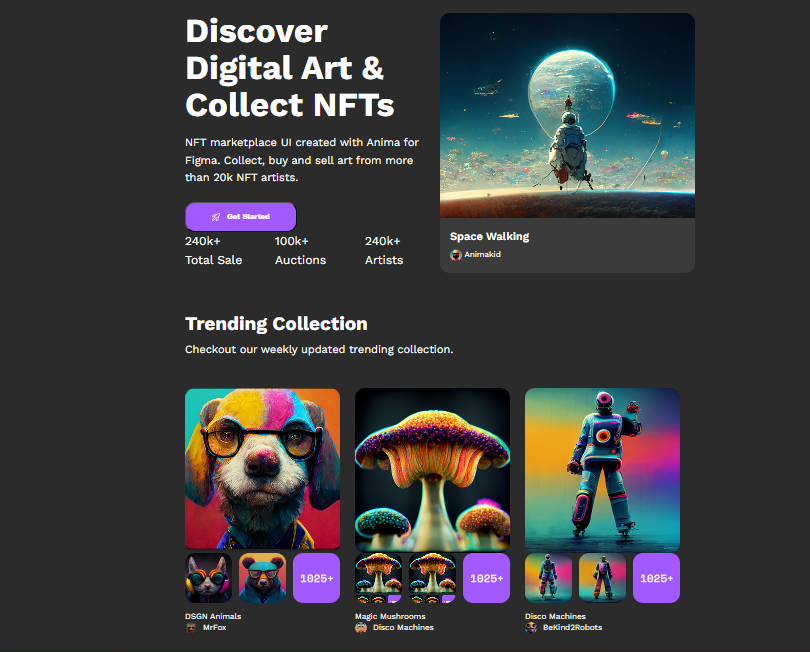 Discover
Digital Art &
Collect NFTs
NFT marketplace UI created with Anima for
Figma. Collect, buy and sell art from more
than 20k NFT artists.
Get Started
240k+ 100k+ 240k+
Total Sale Auctions Artists
Space Walking
Animakid
Trending Collection
Checkout our weekly updated trending collection.
1025+ 1025+ 1025+
DSGN Animals Magic Mushrooms Disco Machines
MrFox Disco Machines BeKind2Robots